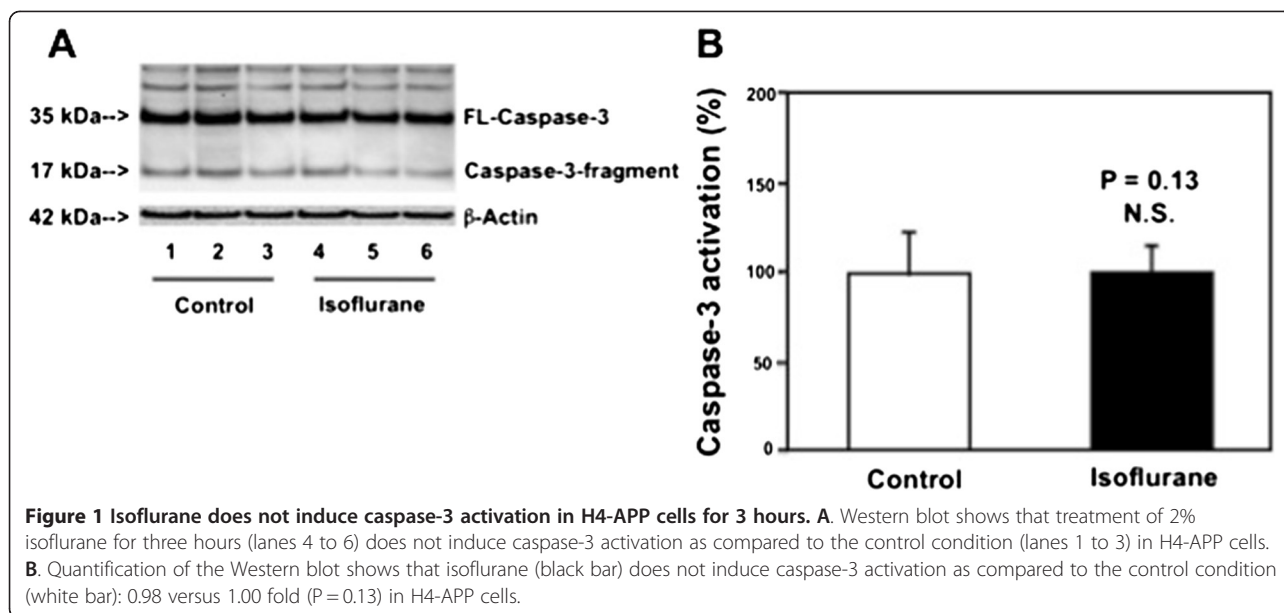 A
35 kDa-->
FL-Caspase-3
17 kDa-->
Caspase-3-fragment
42 kDa-->
β-Actin
1 2 3 4 5 6
Control
Isoflurane
B
Caspase-3 activation (%)
200
150
100
50
0
P = 0.13
N.S.
Control
Isoflurane
Figure 1 Isoflurane does not induce caspase-3 activation in H4-APP cells for 3 hours. A. Western blot shows that treatment of 2%
isoflurane for three hours (lanes 4 to 6) does not induce caspase-3 activation as compared to the control condition (lanes 1 to 3) in H4-APP cells.
B. Quantification of the Western blot shows that isoflurane (black bar) does not induce caspase-3 activation as compared to the control condition
(white bar): 0.98 versus 1.00 fold (P = 0.13) in H4-APP cells.